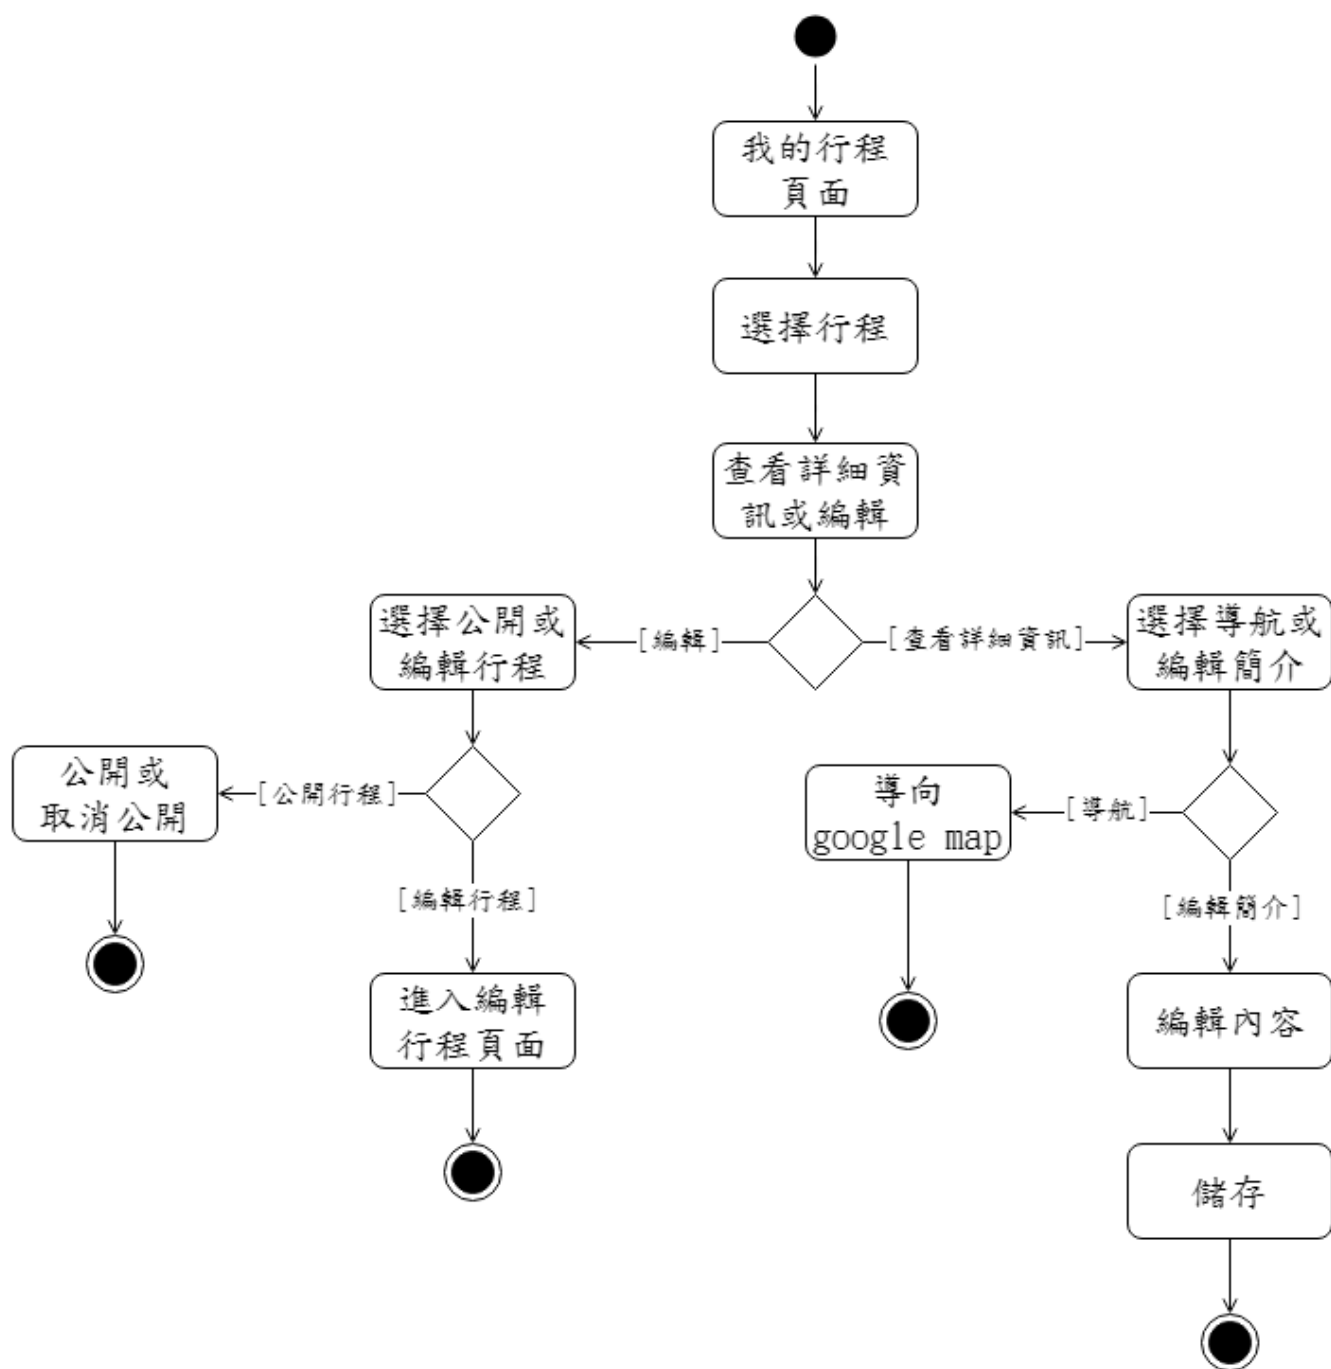 我的行程
頁面
選擇行程
查看詳細資
訊或編輯
選擇公開或
編輯行程
[編輯]
[查看詳細資訊]
選擇導航或
編輯簡介
公開或
取消公開
[公開行程]
導向
google map
[導航]
[編輯行程]
[編輯簡介]
進入編輯
行程頁面
編輯內容
儲存